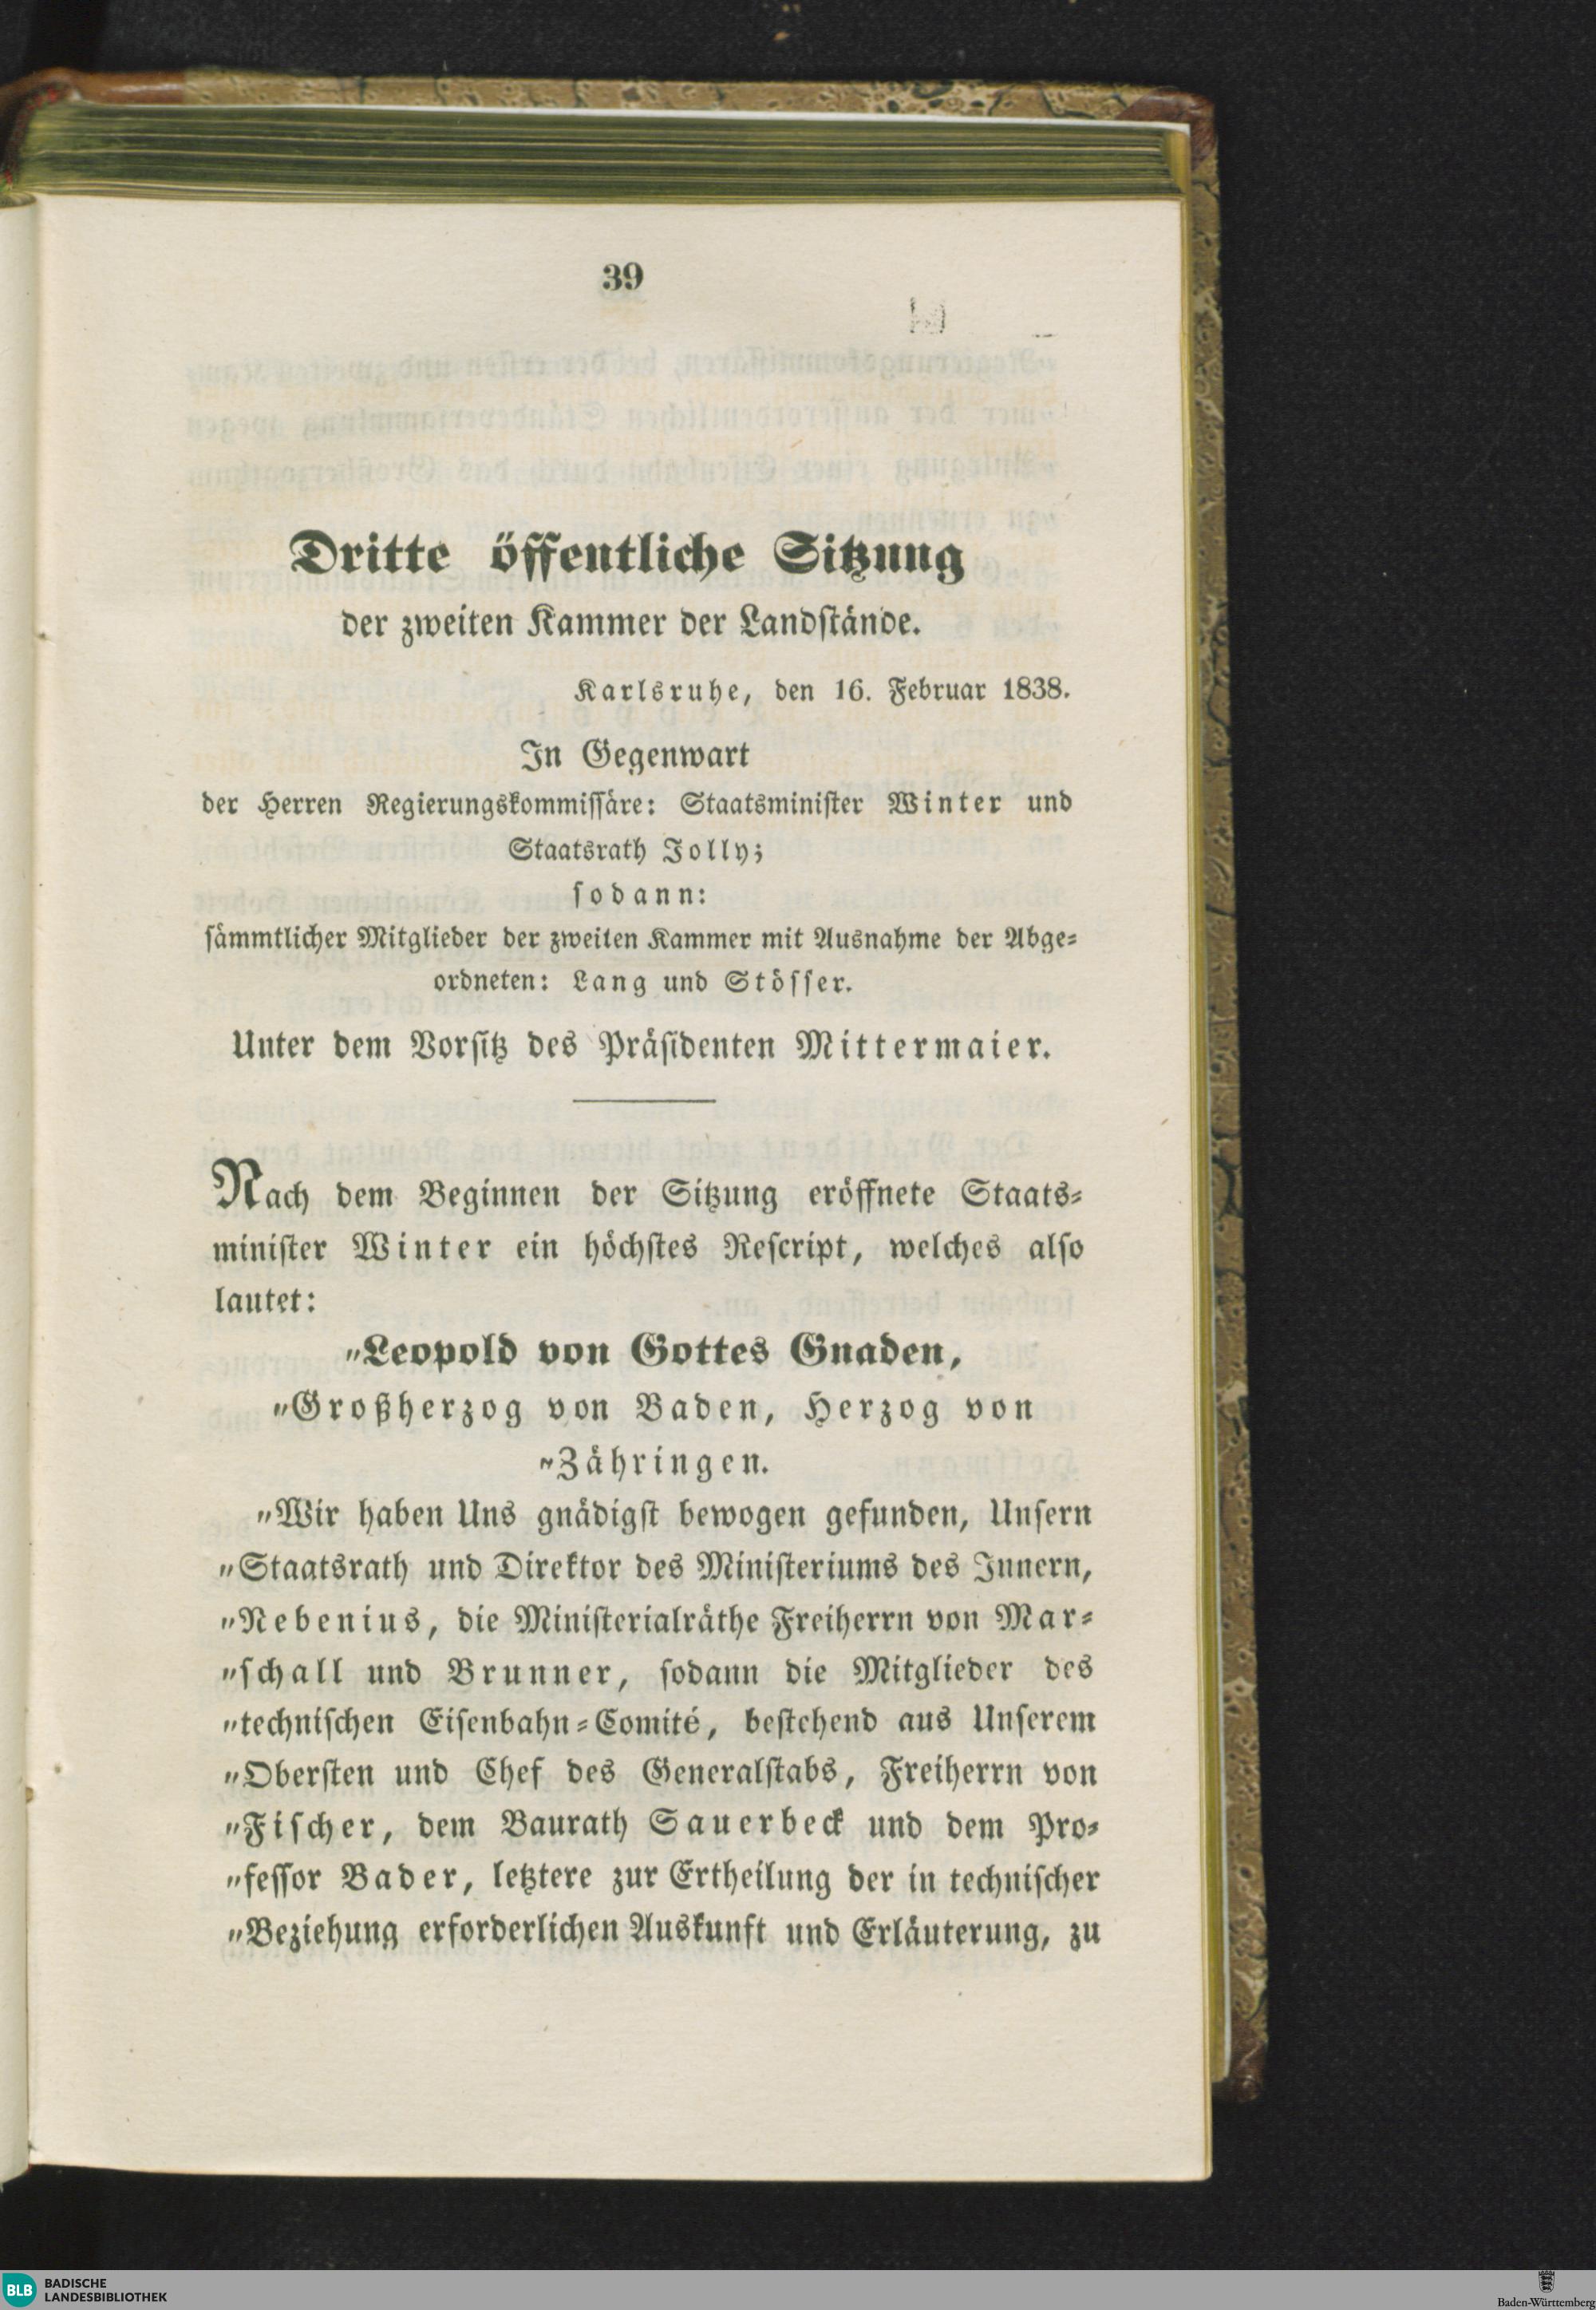 39
Dritte öffentliche Sitzung
der zweiten Kammer der Landstände.
Karlsruhe, den 16. Februar 1838.
In Gegenwart
der Herren Regierungskommissäre: Staatsminister Winter und
Staatsrath Jolly;
sodann:
sämmtlicher Mitglieder der zweiten Kammer mit Ausnahme der Abge-
ordneten: Lang und Stösser.
Unter dem Vorsitz des Präsidenten Mittermaier.
Nach dem Beginnen der Sitzung eröffnete Staats-
minister Winter ein höchstes Rescript, welches also
lautet:
„Leopold von Gottes Gnaden,
„Großherzog von Baden, Herzog von
„Zähringen.
„Wir haben Uns gnädigst bewogen gefunden, Unsern
„Staatsrath und Direktor des Ministeriums des Innern,
„Nebenius, die Ministerialräthe Freiherrn von Mar-
„schall und Brunner, sodann die Mitglieder des
„technischen Eisenbahn-Comité, bestehend aus Unserem
„Obersten und Chef des Generalstabs, Freiherrn von
„Fischer, dem Baurath Sauerbeck und dem Pro-
„fessor Bader, letztere zur Ertheilung der in technischer
„Beziehung erforderlichen Auskunft und Erläuterung, zu
BLB BADISCHE
LANDESBIBLIOTHEK
Baden-Württemberg